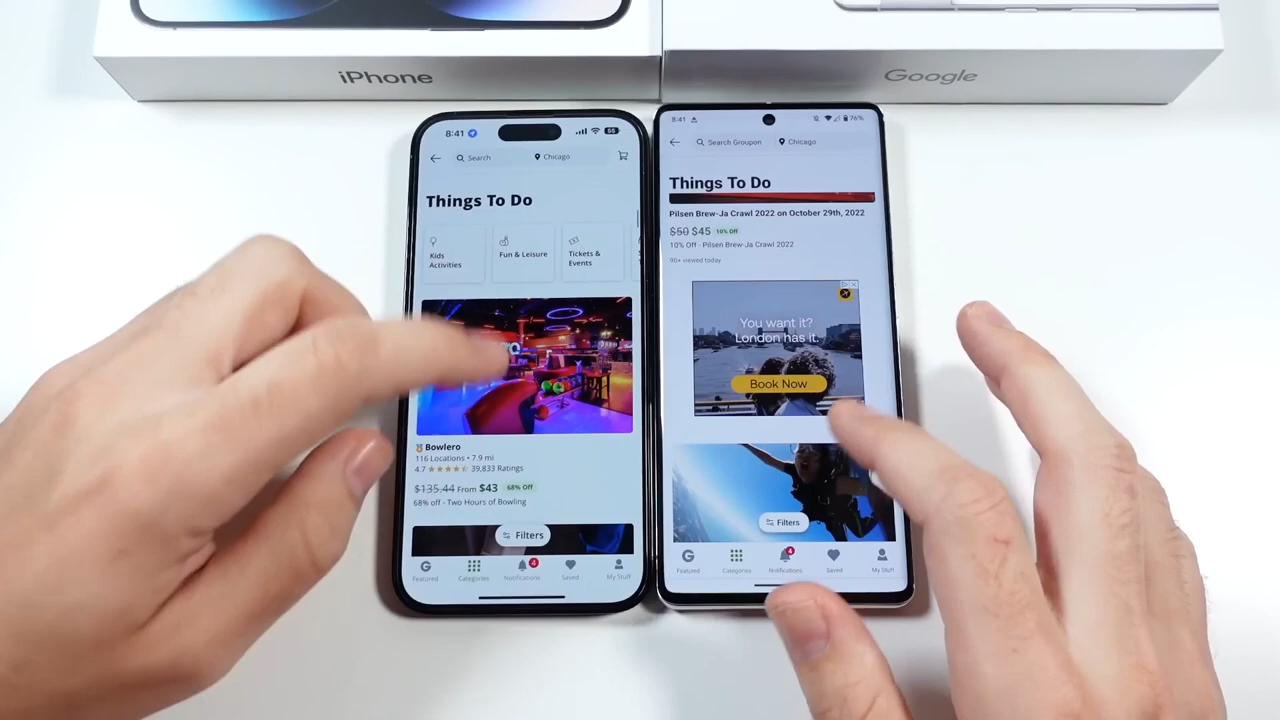 iPhone
Google
8:41
66
Search
Chicago
Things To Do
Kids
Activities
Fun & Leisure
Tickets &
Events
Bowlero
116 Locations • 7.9 mi
4.7 ★★★★★ 39,833 Ratings
$135.44 From $43 68% Off
68% off - Two Hours of Bowling
Filters
G
Featured
Categories
4
Notifications
Saved
My Stuff
8:41
76%
Search Groupon
Chicago
Things To Do
Pilsen Brew-Ja Crawl 2022 on October 29th, 2022
$50 $45 10% Off
10% Off - Pilsen Brew-Ja Crawl 2022
90+ viewed today
You want it?
London has it.
Book Now
Filters
G
Featured
Categories
4
Notifications
Saved
My Stuff